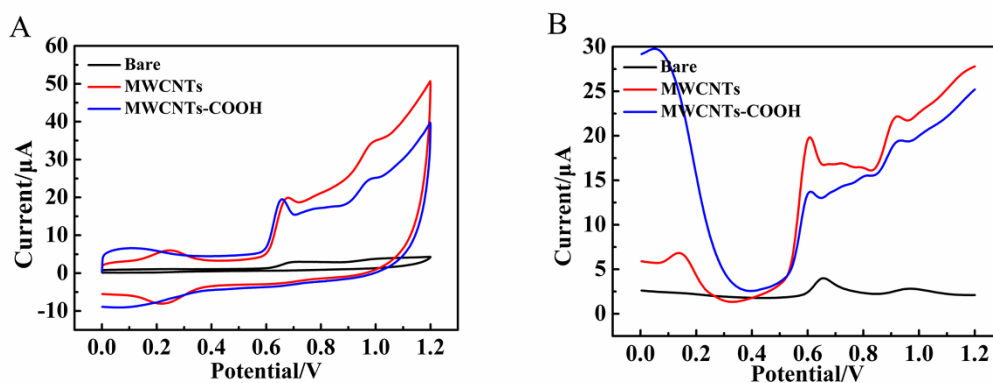 A
60
50
40
30
20
10
0
-10
Current/μA
Bare
MWCNTs
MWCNTs-COOH
0.0 0.2 0.4 0.6 0.8 1.0 1.2
Potential/V
B
30
25
20
15
10
5
0
Current/μA
Bare
MWCNTs
MWCNTs-COOH
0.0 0.2 0.4 0.6 0.8 1.0 1.2
Potential/V